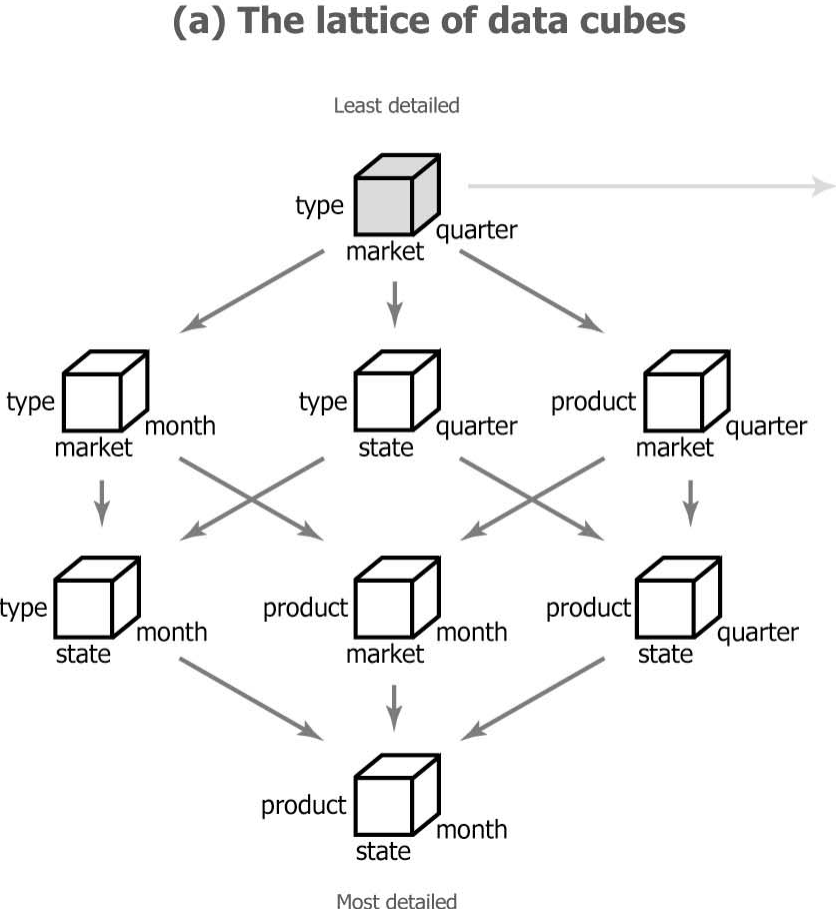 (a) The lattice of data cubes
Least detailed
type
quarter
market
type
month
market
type
quarter
state
product
quarter
market
type
month
state
product
month
market
product
quarter
state
product
month
state
Most detailed